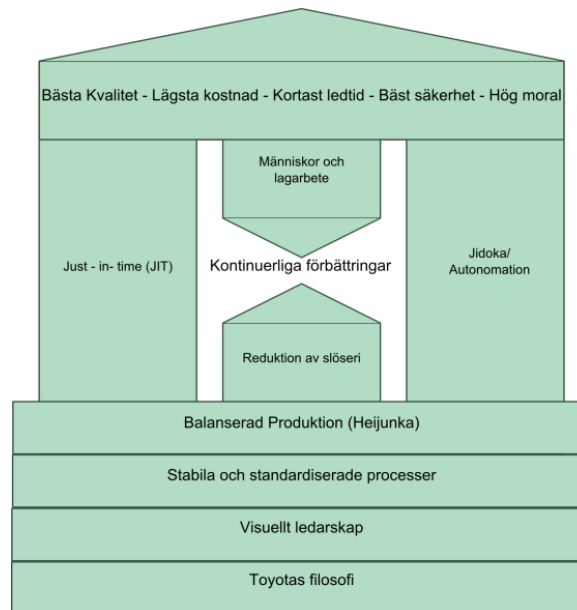 Bästa Kvalitet - Lägsta kostnad - Kortast ledtid - Bäst säkerhet - Hög moral
Människor och
lagarbete
Just - in- time (JIT)
Kontinuerliga förbättringar
Jidoka/
Autonomation
Reduktion av slöseri
Balanserad Produktion (Heijunka)
Stabila och standardiserade processer
Visuellt ledarskap
Toyotas filosofi